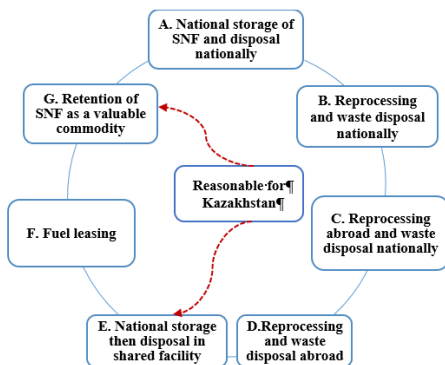 A. National storage of
SNF and disposal
nationally
G. Retention of
SNF as a valuable
commodity
B. Reprocessing
and waste disposal
nationally
Reasonable·for¶
Kazakhstan¶
F. Fuel leasing
C. Reprocessing
abroad and waste
disposal nationally
E. National storage
then disposal in
shared facility
D.Reprocessing
and waste
disposal abroad